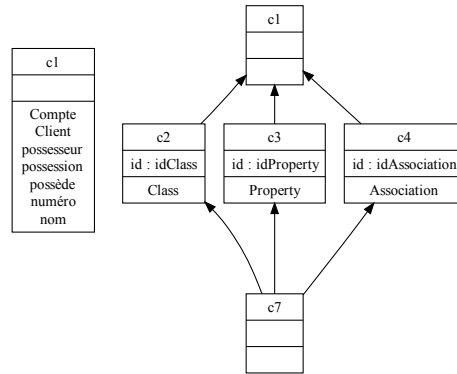 c1
Compte
Client
possesseur
possession
possède
numéro
nom
c1
c2
id : idClass
Class
c3
id : idProperty
Property
c4
id : idAssociation
Association
c7